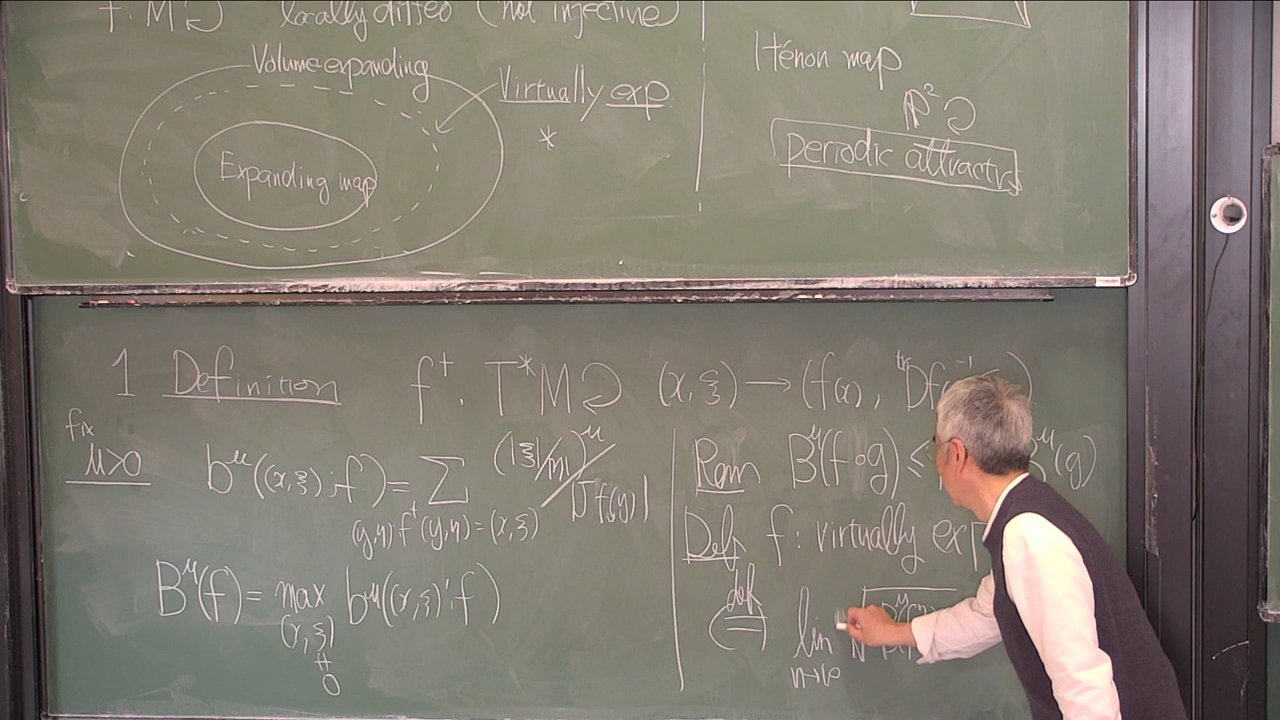 f : M ↻ locally diffeo (not injective)
Volume expanding
Virtually exp.
*
Expanding map
Hénon map
ℝ² ↻
Periodic attractors
1 Definition f⁺ : T*M ↻ (x, ξ) → (f(x), ᵗʳDf⁻¹
fix
μ>0
b^μ((x,ξ); f) = Σ (|ξ|/|η|)^μ / |Jf(y)|
(y,η): f⁺(y,η)=(x,ξ)
B^μ(f) = max b^μ((x,ξ); f)
(x, ξ)
≠
0
Rem B^μ(f∘g) ≤ B^μ(g)
Def f : virtually exp
⟺ def lim
n→∞